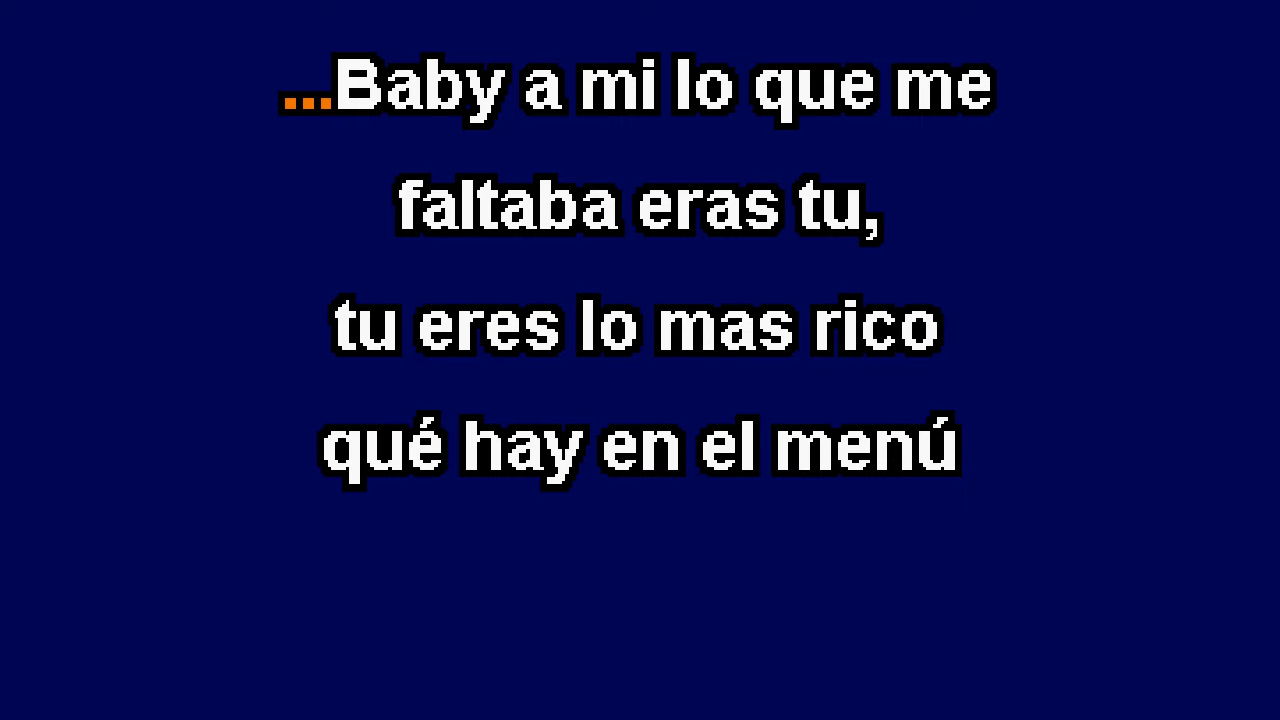 ...Baby a mi lo que me
faltaba eras tu,
tu eres lo mas rico
qué hay en el menú